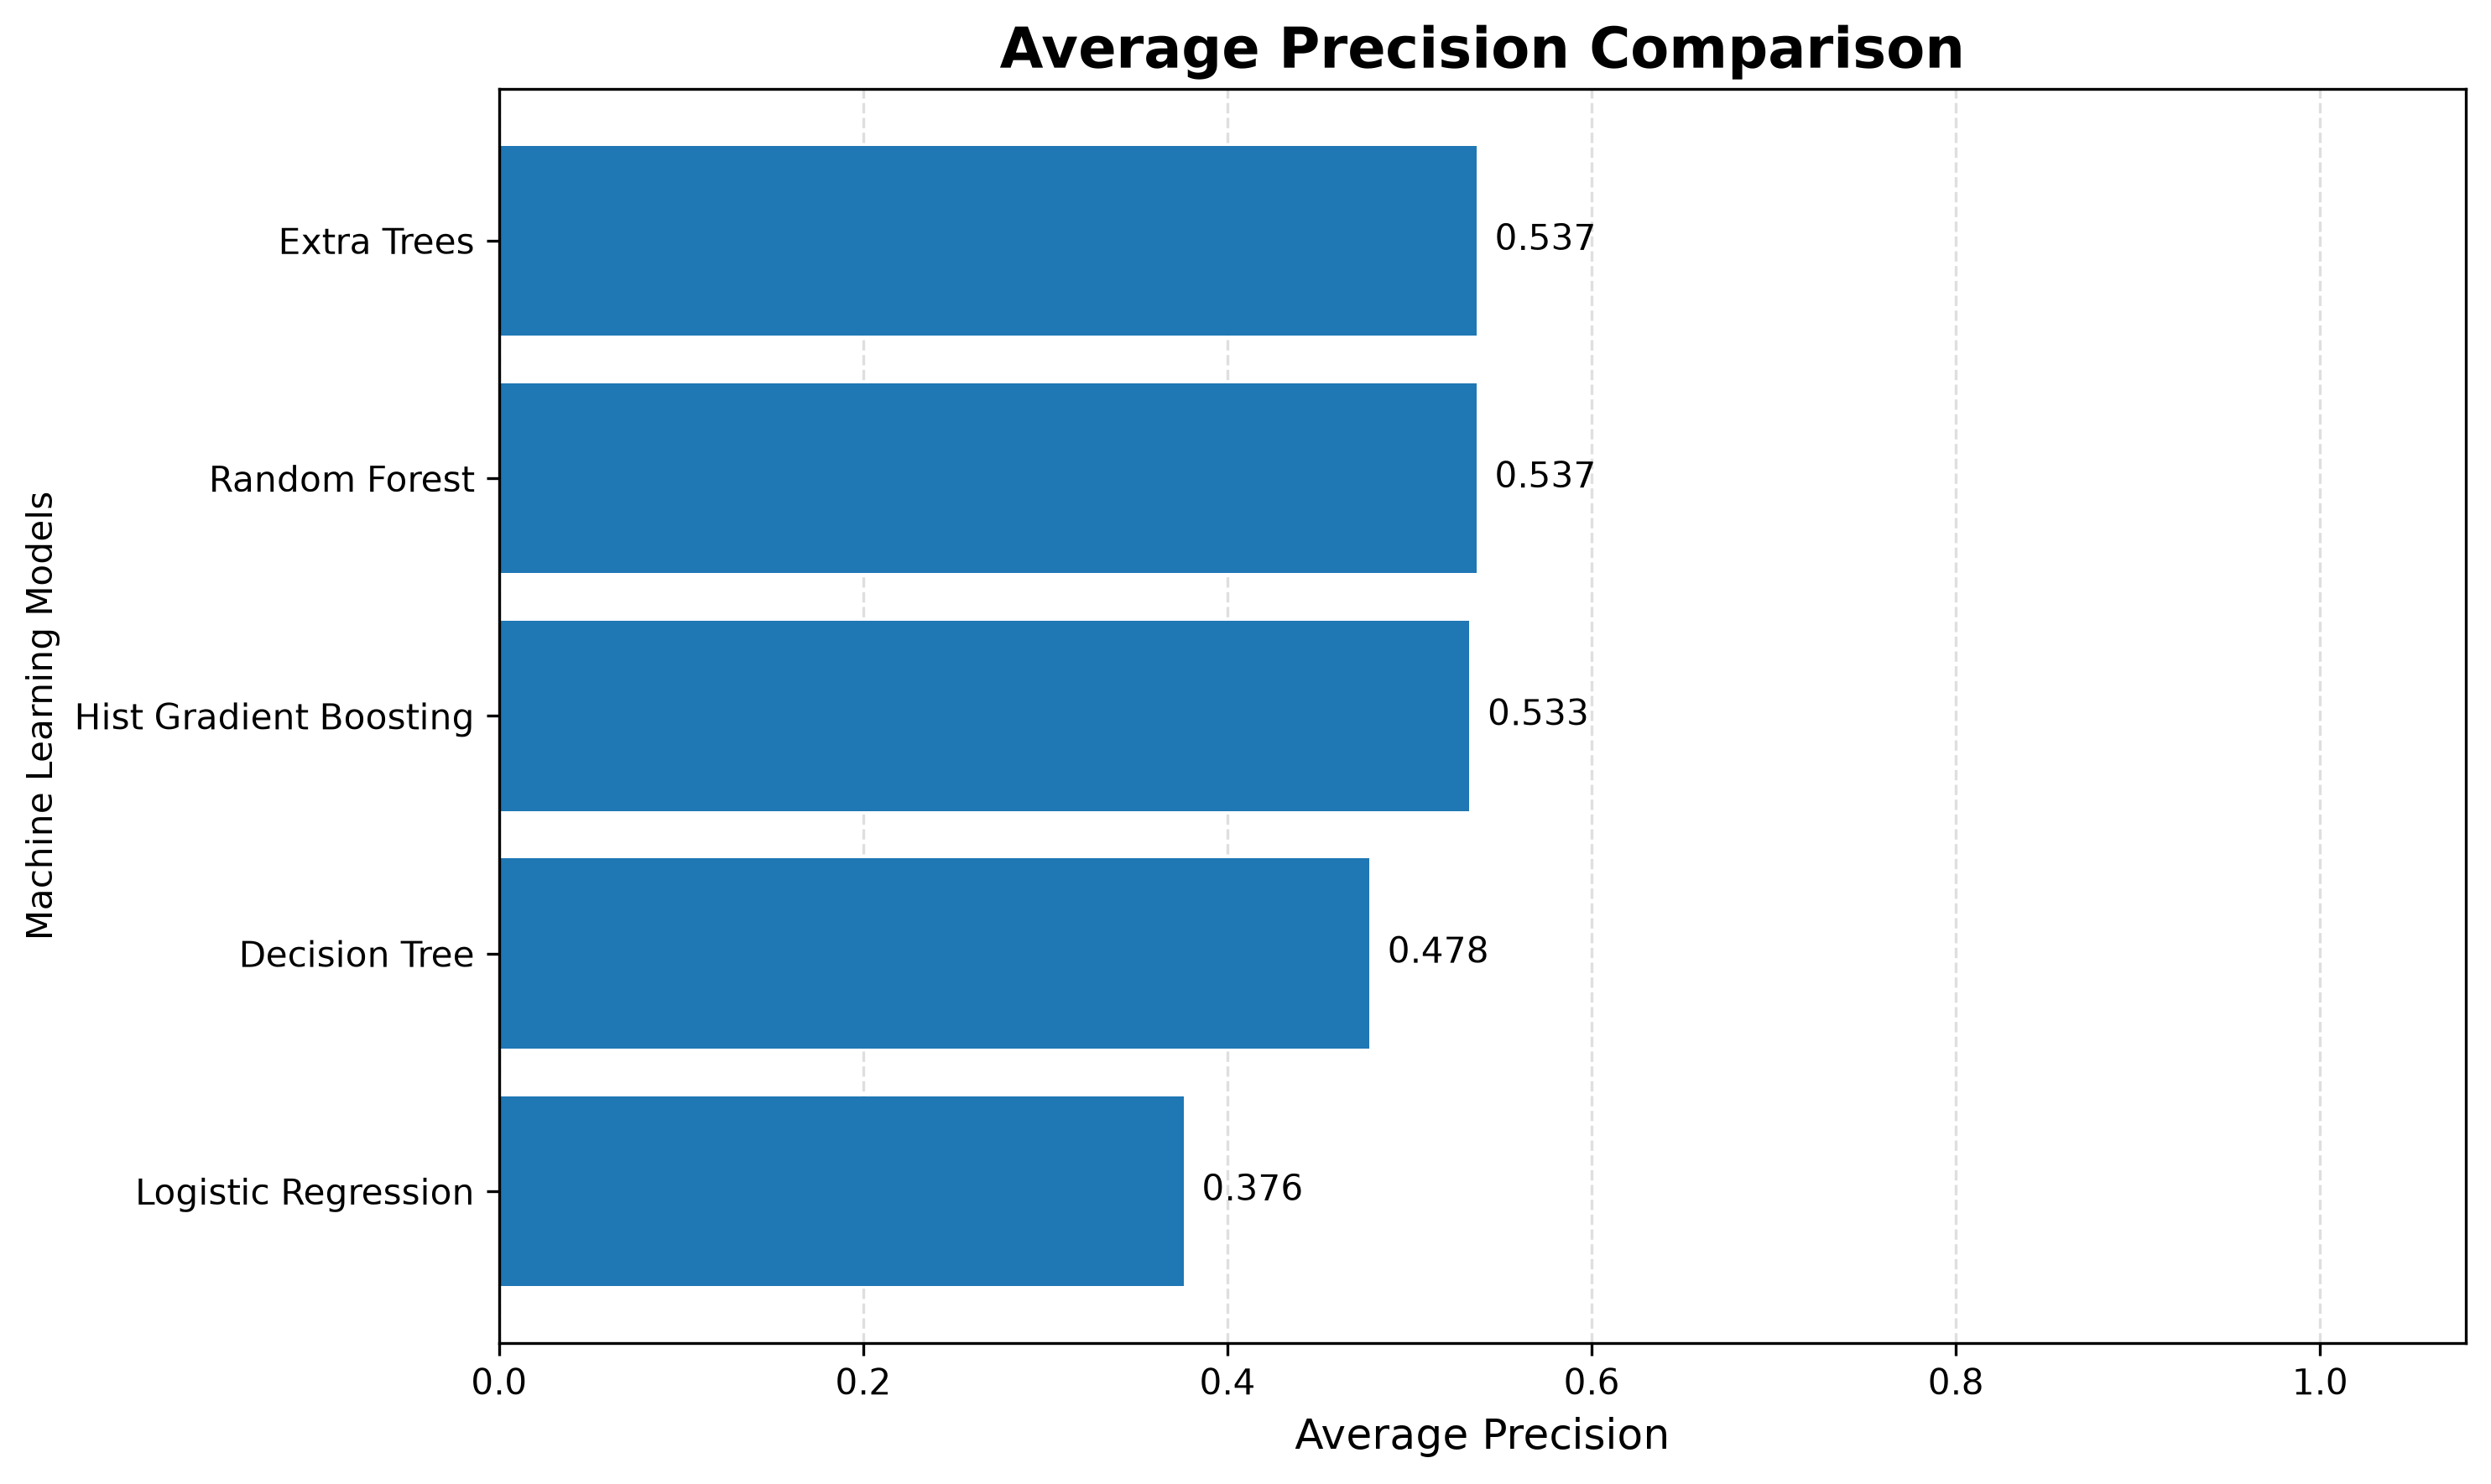 Average Precision Comparison
Machine Learning Models
Extra Trees
0.537
Random Forest
0.537
Hist Gradient Boosting
0.533
Decision Tree
0.478
Logistic Regression
0.376
0.0 0.2 0.4 0.6 0.8 1.0
Average Precision